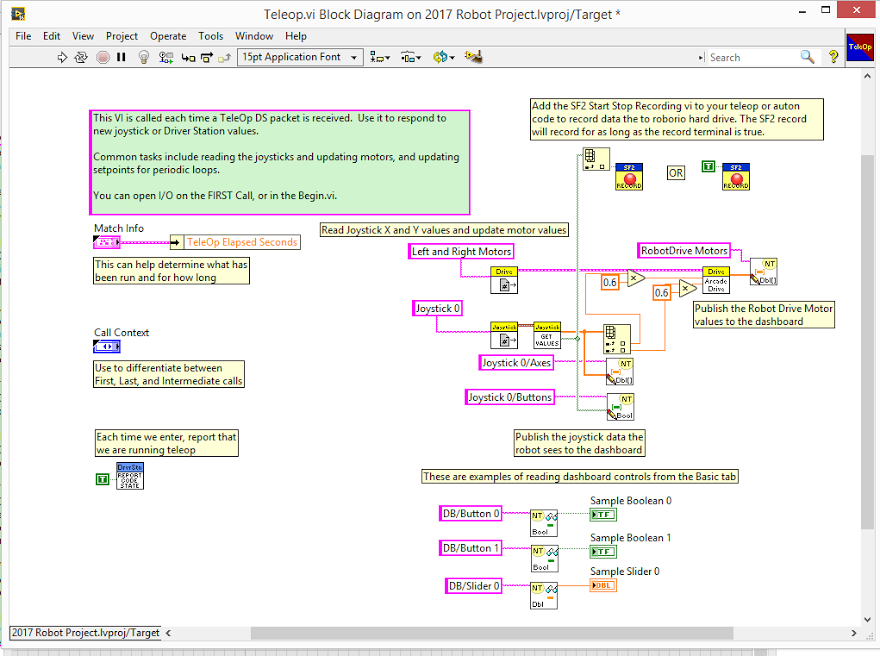 Teleop.vi Block Diagram on 2017 Robot Project.lvproj/Target *
File Edit View Project Operate Tools Window Help
15pt Application Font
Search
TeleOp
This VI is called each time a TeleOp DS packet is received. Use it to respond to
new joystick or Driver Station values.
Common tasks include reading the joysticks and updating motors, and updating
setpoints for periodic loops.
You can open I/O on the FIRST Call, or in the Begin.vi.
Add the SF2 Start Stop Recording vi to your teleop or auton
code to record data the to roborio hard drive. The SF2 record
will record for as long as the record terminal is true.
SF2
RECORD
OR
T
SF2
RECORD
Match Info
TeleOp Elapsed Seconds
This can help determine what has
been run and for how long
Read Joystick X and Y values and update motor values
Left and Right Motors
RobotDrive Motors
Drive
0.6
x
0.6
x
Drive
Arcade
Drive
NT
Dbl[]
Publish the Robot Drive Motor
values to the dashboard
Joystick 0
Joystick
Joystick
GET
VALUES
Joystick 0/Axes
NT
Dbl[]
Joystick 0/Buttons
NT
Bool
Publish the joystick data the
robot sees to the dashboard
Call Context
Use to differentiate between
First, Last, and Intermediate calls
Each time we enter, report that
we are running teleop
T
DrvrSta
REPORT
CODE
STATE
These are examples of reading dashboard controls from the Basic tab
DB/Button 0
NT
Bool
Sample Boolean 0
TF
DB/Button 1
NT
Bool
Sample Boolean 1
TF
DB/Slider 0
NT
Dbl
Sample Slider 0
DBL
2017 Robot Project.lvproj/Target